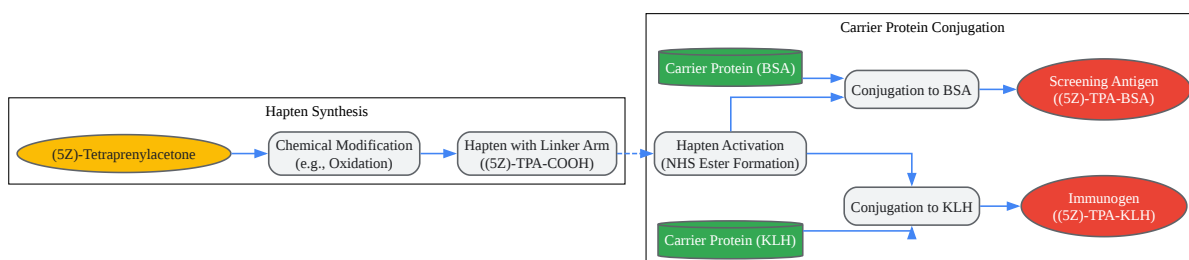 Hapten Synthesis
(5Z)-Tetraprenylacetone
Chemical Modification
(e.g., Oxidation)
Hapten with Linker Arm
((5Z)-TPA-COOH)
Carrier Protein Conjugation
Carrier Protein (BSA)
Hapten Activation
(NHS Ester Formation)
Carrier Protein (KLH)
Conjugation to BSA
Conjugation to KLH
Screening Antigen
((5Z)-TPA-BSA)
Immunogen
((5Z)-TPA-KLH)